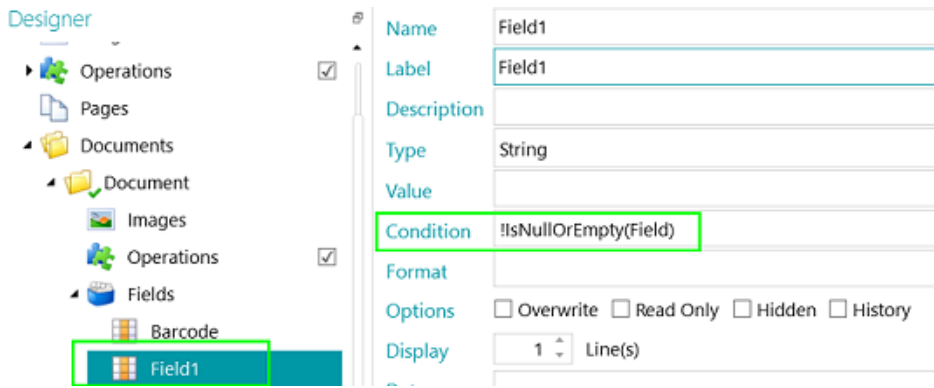 Designer
Operations
Pages
Documents
Document
Images
Operations
Fields
Barcode
Field1
Name Field1
Label Field1
Description
Type String
Value
Condition !IsNullOrEmpty(Field)
Format
Options Overwrite Read Only Hidden History
Display 1 Line(s)